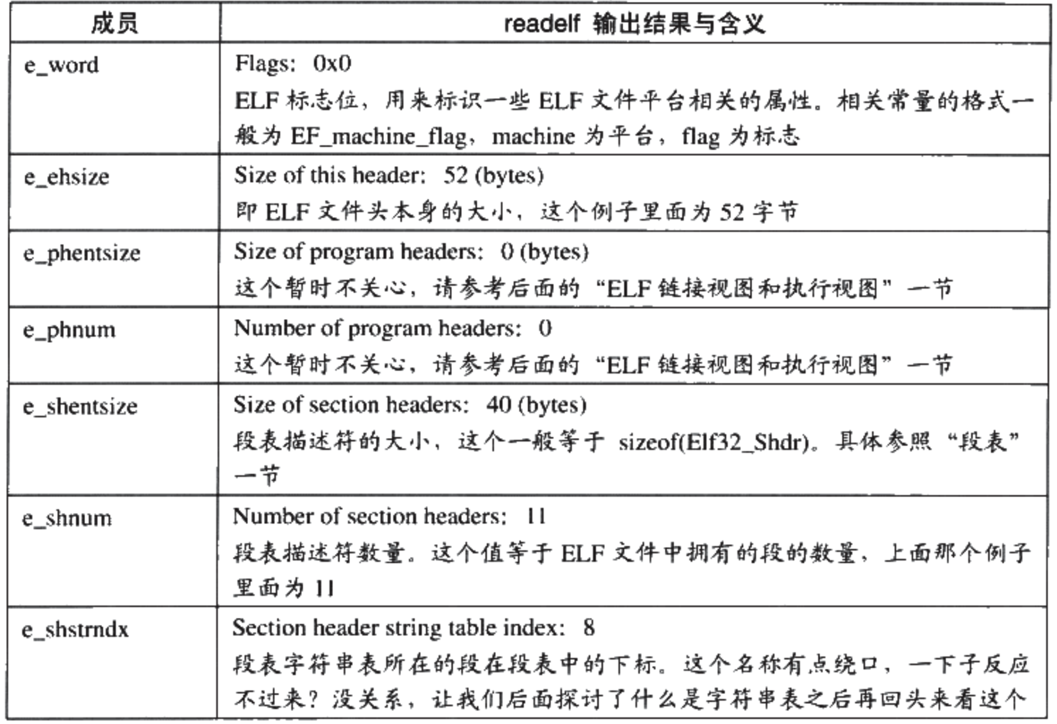 成员 readelf 输出结果与含义
e_word Flags: 0x0
ELF 标志位，用来标识一些 ELF 文件平台相关的属性。相关常量的格式一
般为 EF_machine_flag，machine 为平台，flag 为标志
e_ehsize Size of this header: 52 (bytes)
即 ELF 文件头本身的大小，这个例子里面为 52 字节
e_phentsize Size of program headers: 0 (bytes)
这个暂时不关心，请参考后面的“ELF 链接视图和执行视图”一节
e_phnum Number of program headers: 0
这个暂时不关心，请参考后面的“ELF 链接视图和执行视图”一节
e_shentsize Size of section headers: 40 (bytes)
段表描述符的大小，这个一般等于 sizeof(Elf32_Shdr)。具体参照“段表”
一节
e_shnum Number of section headers: 11
段表描述符数量。这个值等于 ELF 文件中拥有的段的数量，上面那个例子
里面为 11
e_shstrndx Section header string table index: 8
段表字符串表所在的段在段表中的下标。这个名称有点绕口，一下子反应
不过来？没关系，让我们后面探讨了什么是字符串表之后再回头来看这个